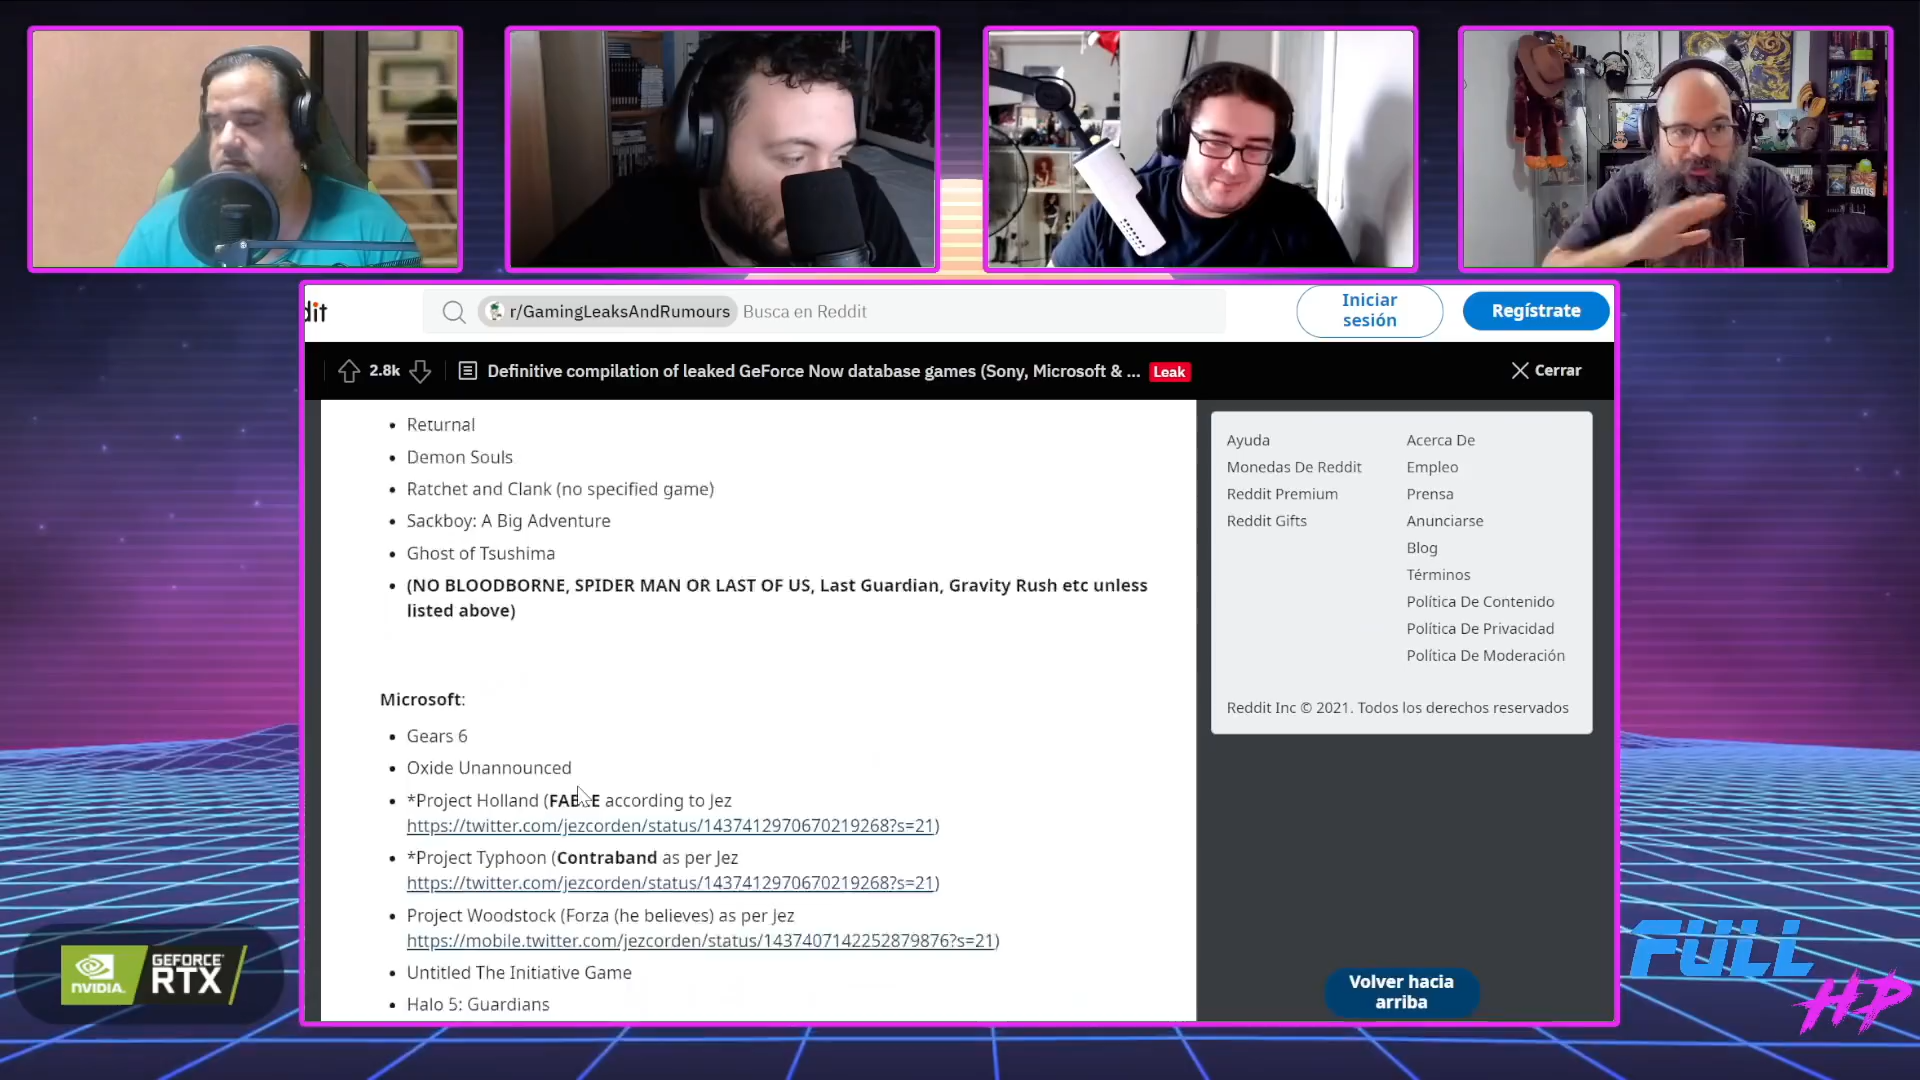 dit
r/GamingLeaksAndRumours
Busca en Reddit
Iniciar
sesión
Regístrate
2.8k
Definitive compilation of leaked GeForce Now database games (Sony, Microsoft & ...
Leak
Cerrar
• Returnal
• Demon Souls
• Ratchet and Clank (no specified game)
• Sackboy: A Big Adventure
• Ghost of Tsushima
• (NO BLOODBORNE, SPIDER MAN OR LAST OF US, Last Guardian, Gravity Rush etc unless
listed above)
Microsoft:
• Gears 6
• Oxide Unannounced
• *Project Holland (FABLE according to Jez
https://twitter.com/jezcorden/status/1437412970670219268?s=21)
• *Project Typhoon (Contraband as per Jez
https://twitter.com/jezcorden/status/1437412970670219268?s=21)
• Project Woodstock (Forza (he believes) as per Jez
https://mobile.twitter.com/jezcorden/status/1437407142252879876?s=21)
• Untitled The Initiative Game
• Halo 5: Guardians
Ayuda
Monedas De Reddit
Reddit Premium
Reddit Gifts
Acerca De
Empleo
Prensa
Anunciarse
Blog
Términos
Política De Contenido
Política De Privacidad
Política De Moderación
Reddit Inc © 2021. Todos los derechos reservados
Volver hacia
arriba
NVIDIA.
GEFORCE
RTX
FULL
HP
GATOS